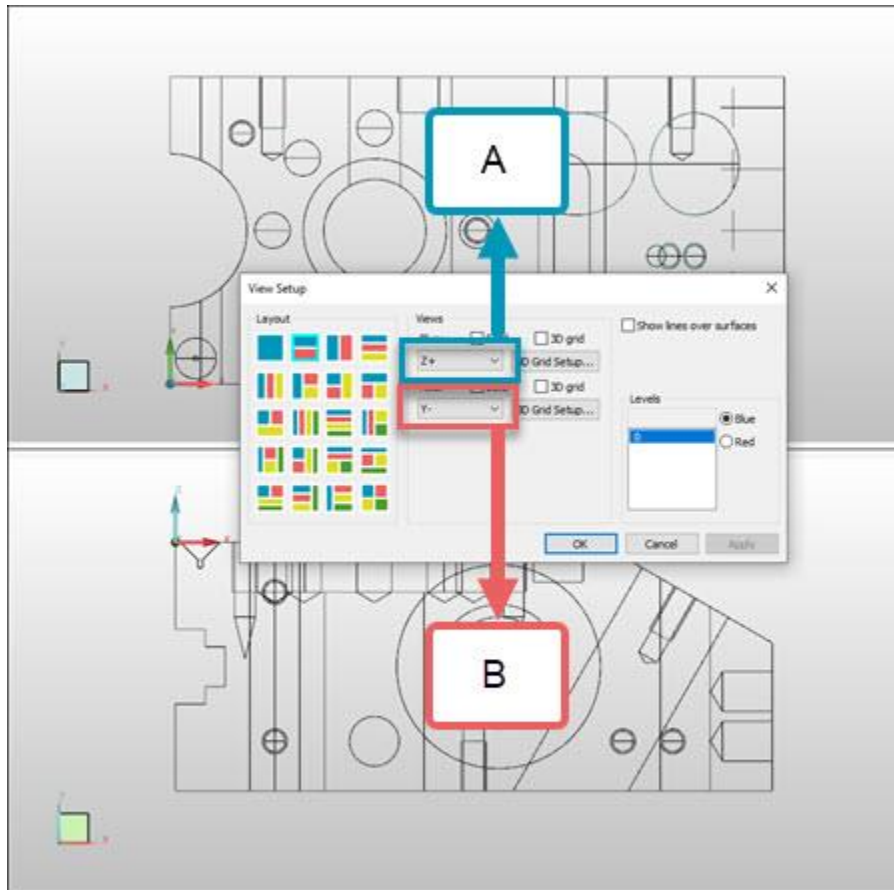 A
View Setup
Layout
Views
3D grid
Show lines over surfaces
Z+
3D Grid Setup...
3D grid
Y-
3D Grid Setup...
Levels
0
Blue
Red
OK
Cancel
Apply
B